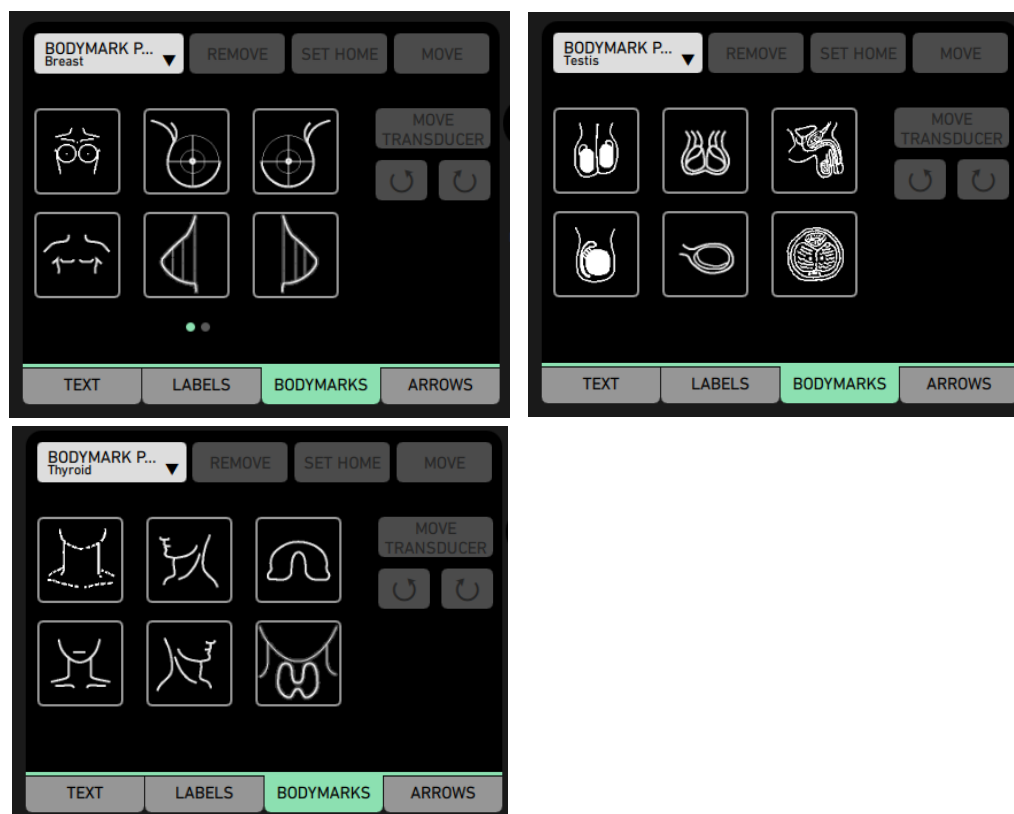 BODYMARK P...
Breast
REMOVE
SET HOME
MOVE
MOVE
TRANSDUCER
TEXT
LABELS
BODYMARKS
ARROWS
BODYMARK P...
Testis
REMOVE
SET HOME
MOVE
MOVE
TRANSDUCER
TEXT
LABELS
BODYMARKS
ARROWS
BODYMARK P...
Thyroid
REMOVE
SET HOME
MOVE
MOVE
TRANSDUCER
TEXT
LABELS
BODYMARKS
ARROWS